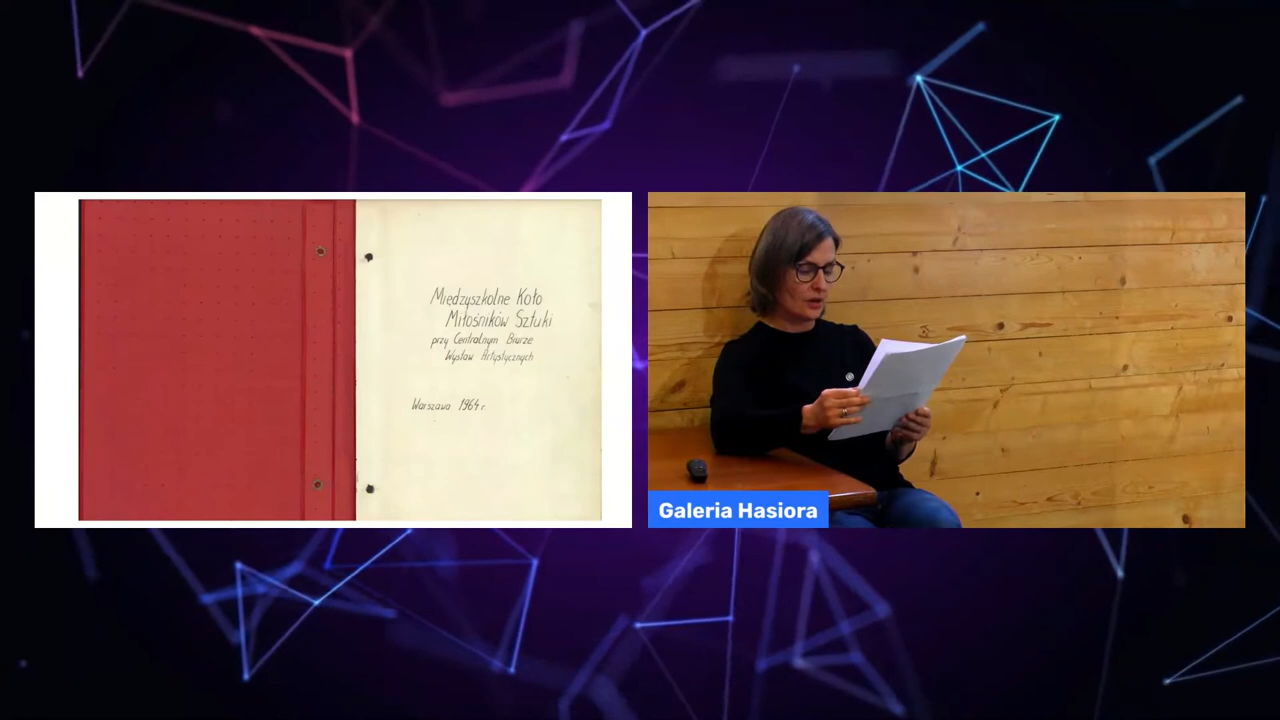 Międzyszkolne Koło
Miłośników Sztuki
przy Centralnym Biurze
Wystaw Artystycznych
Warszawa 1964 r.
Galeria Hasiora